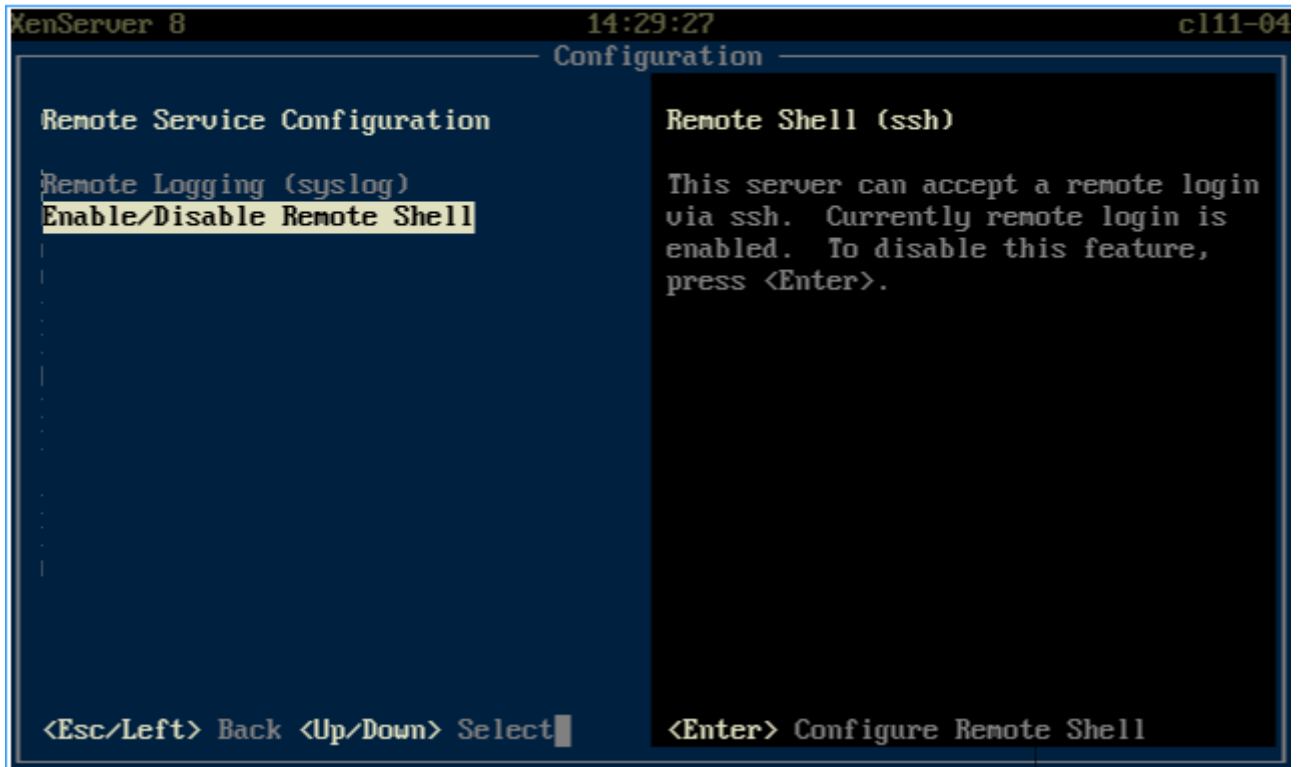 XenServer 8 14:29:27 cl11-04
Configuration
Remote Service Configuration
Remote Logging (syslog)
Enable/Disable Remote Shell
<Esc/Left> Back <Up/Down> Select
Remote Shell (ssh)
This server can accept a remote login
via ssh.  Currently remote login is
enabled.  To disable this feature,
press <Enter>.
<Enter> Configure Remote Shell